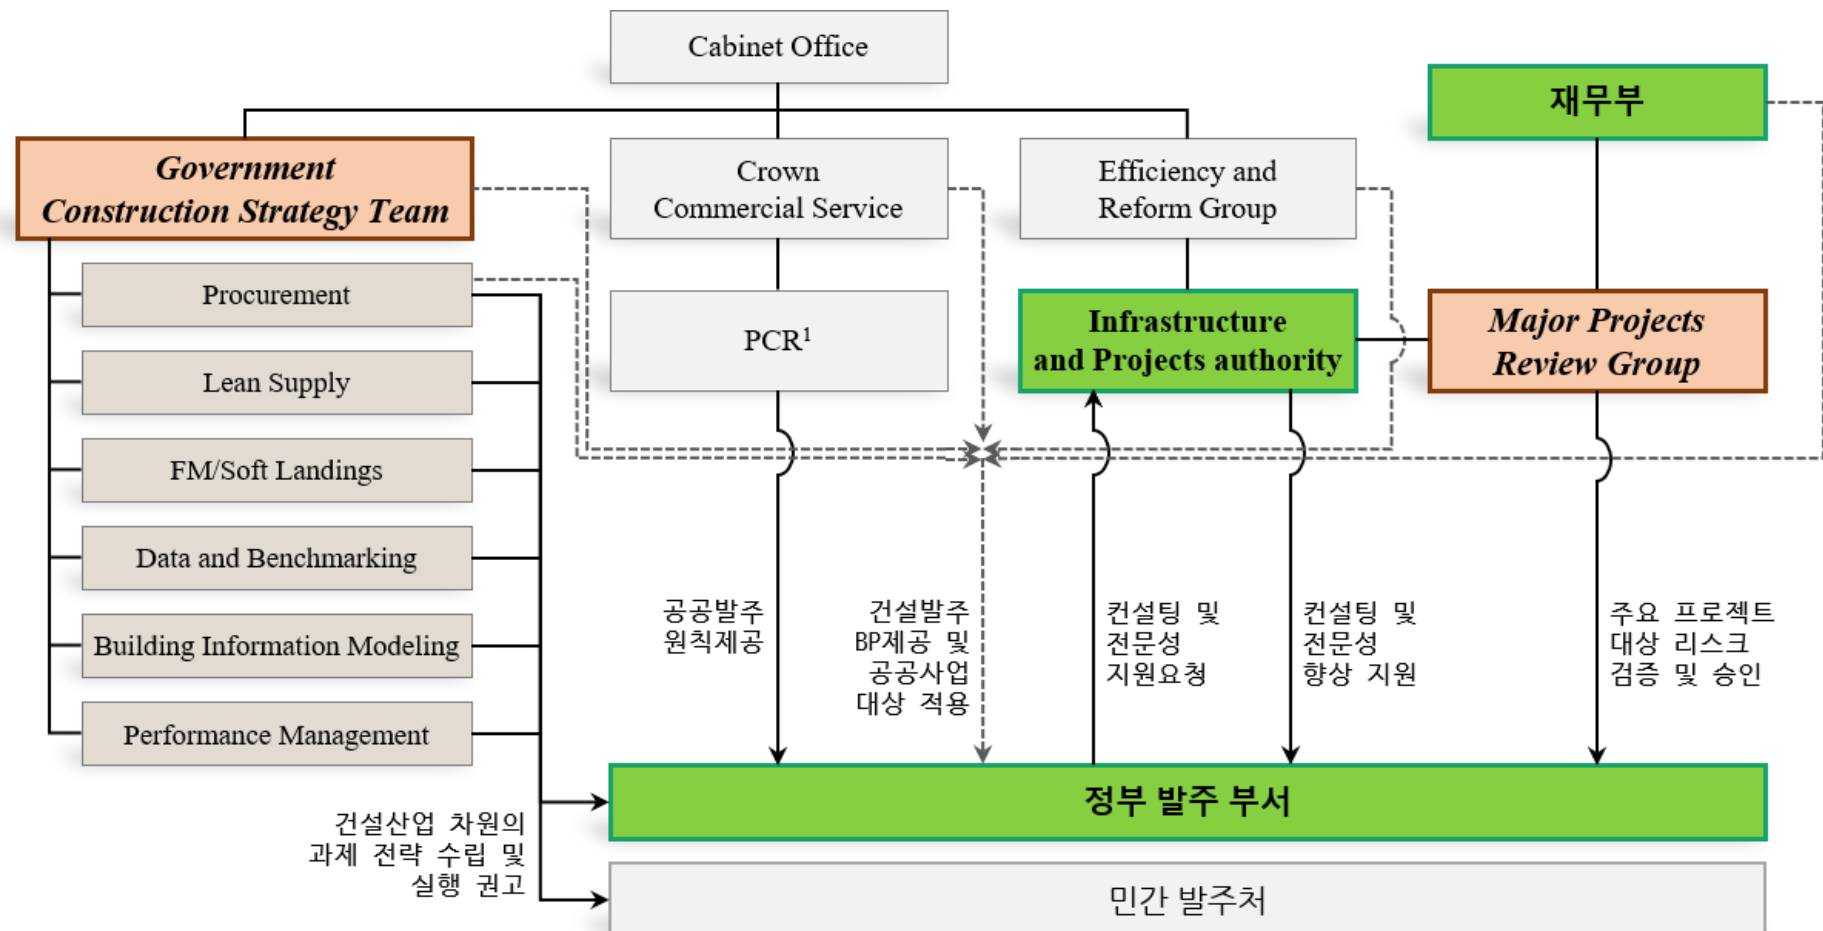 Cabinet Office
재무부
Government
Construction Strategy Team
Crown
Commercial Service
Efficiency and
Reform Group
Procurement
Lean Supply
FM/Soft Landings
Data and Benchmarking
Building Information Modeling
Performance Management
PCR¹
Infrastructure
and Projects authority
Major Projects
Review Group
공공발주
원칙제공
건설발주
BP제공 및
공공사업
대상 적용
컨설팅 및
전문성
지원요청
컨설팅 및
전문성
향상 지원
주요 프로젝트
대상 리스크
검증 및 승인
정부 발주 부서
건설산업 차원의
과제 전략 수립 및
실행 권고
민간 발주처